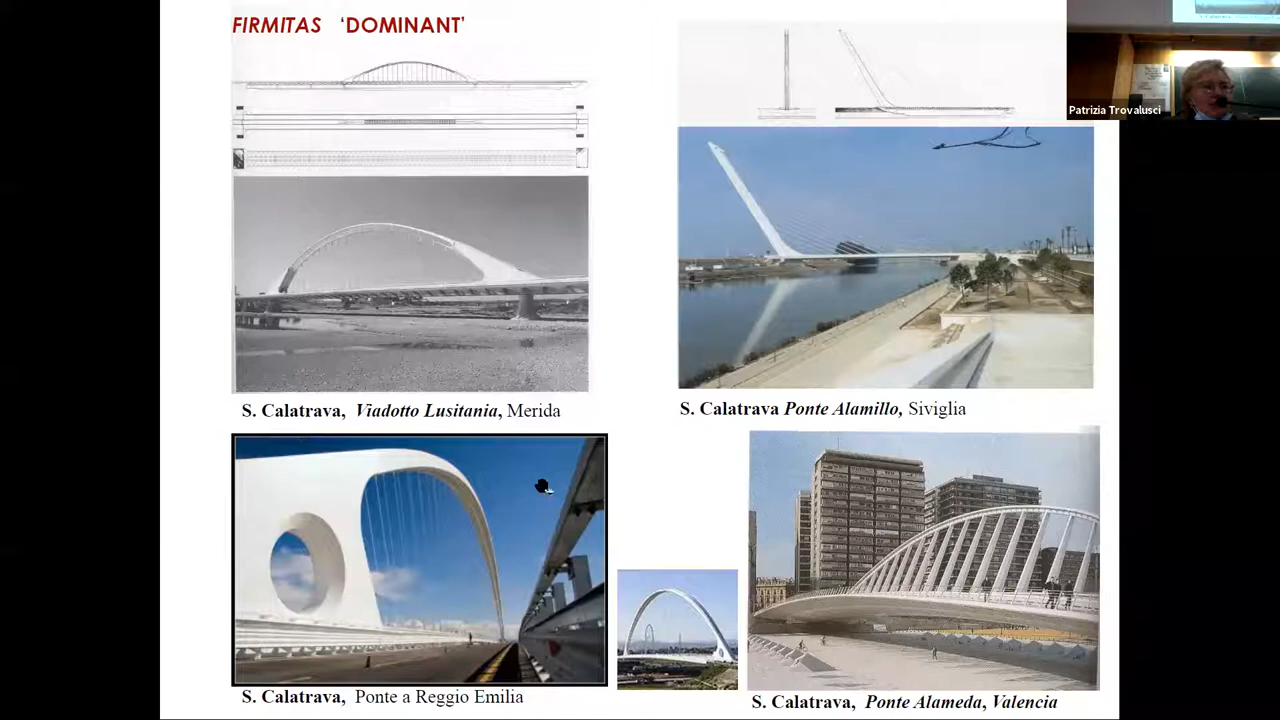 FIRMITAS ‘DOMINANT’
Patrizia Trovalusci
S. Calatrava, Viadotto Lusitania, Merida
S. Calatrava Ponte Alamillo, Siviglia
S. Calatrava, Ponte a Reggio Emilia
S. Calatrava, Ponte Alameda, Valencia